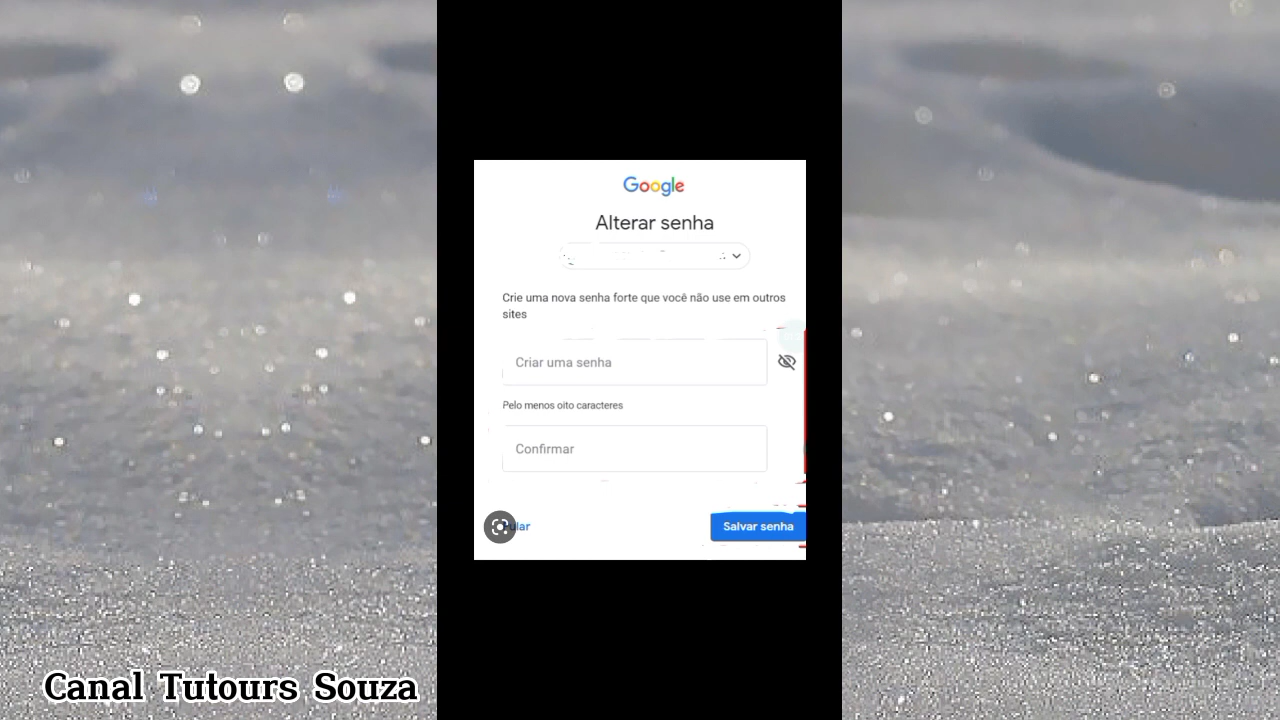 Google
Alterar senha
Crie uma nova senha forte que você não use em outros
sites
Criar uma senha
Pelo menos oito caracteres
Confirmar
Salvar senha
Canal Tutours Souza